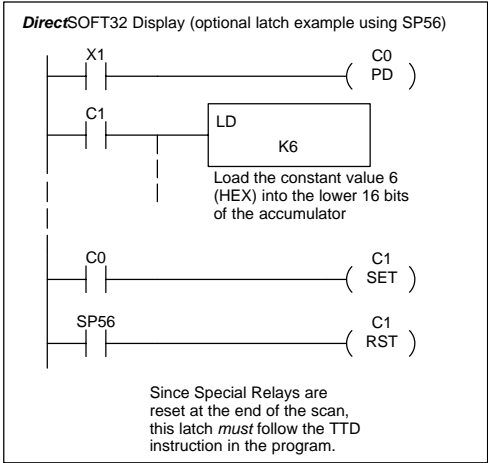 DirectSOFT32 Display (optional latch example using SP56)
X1
C0
PD
C1
LD
K6
Load the constant value 6
(HEX) into the lower 16 bits
of the accumulator
C0
C1
SET
SP56
C1
RST
Since Special Relays are
reset at the end of the scan,
this latch must follow the TTD
instruction in the program.